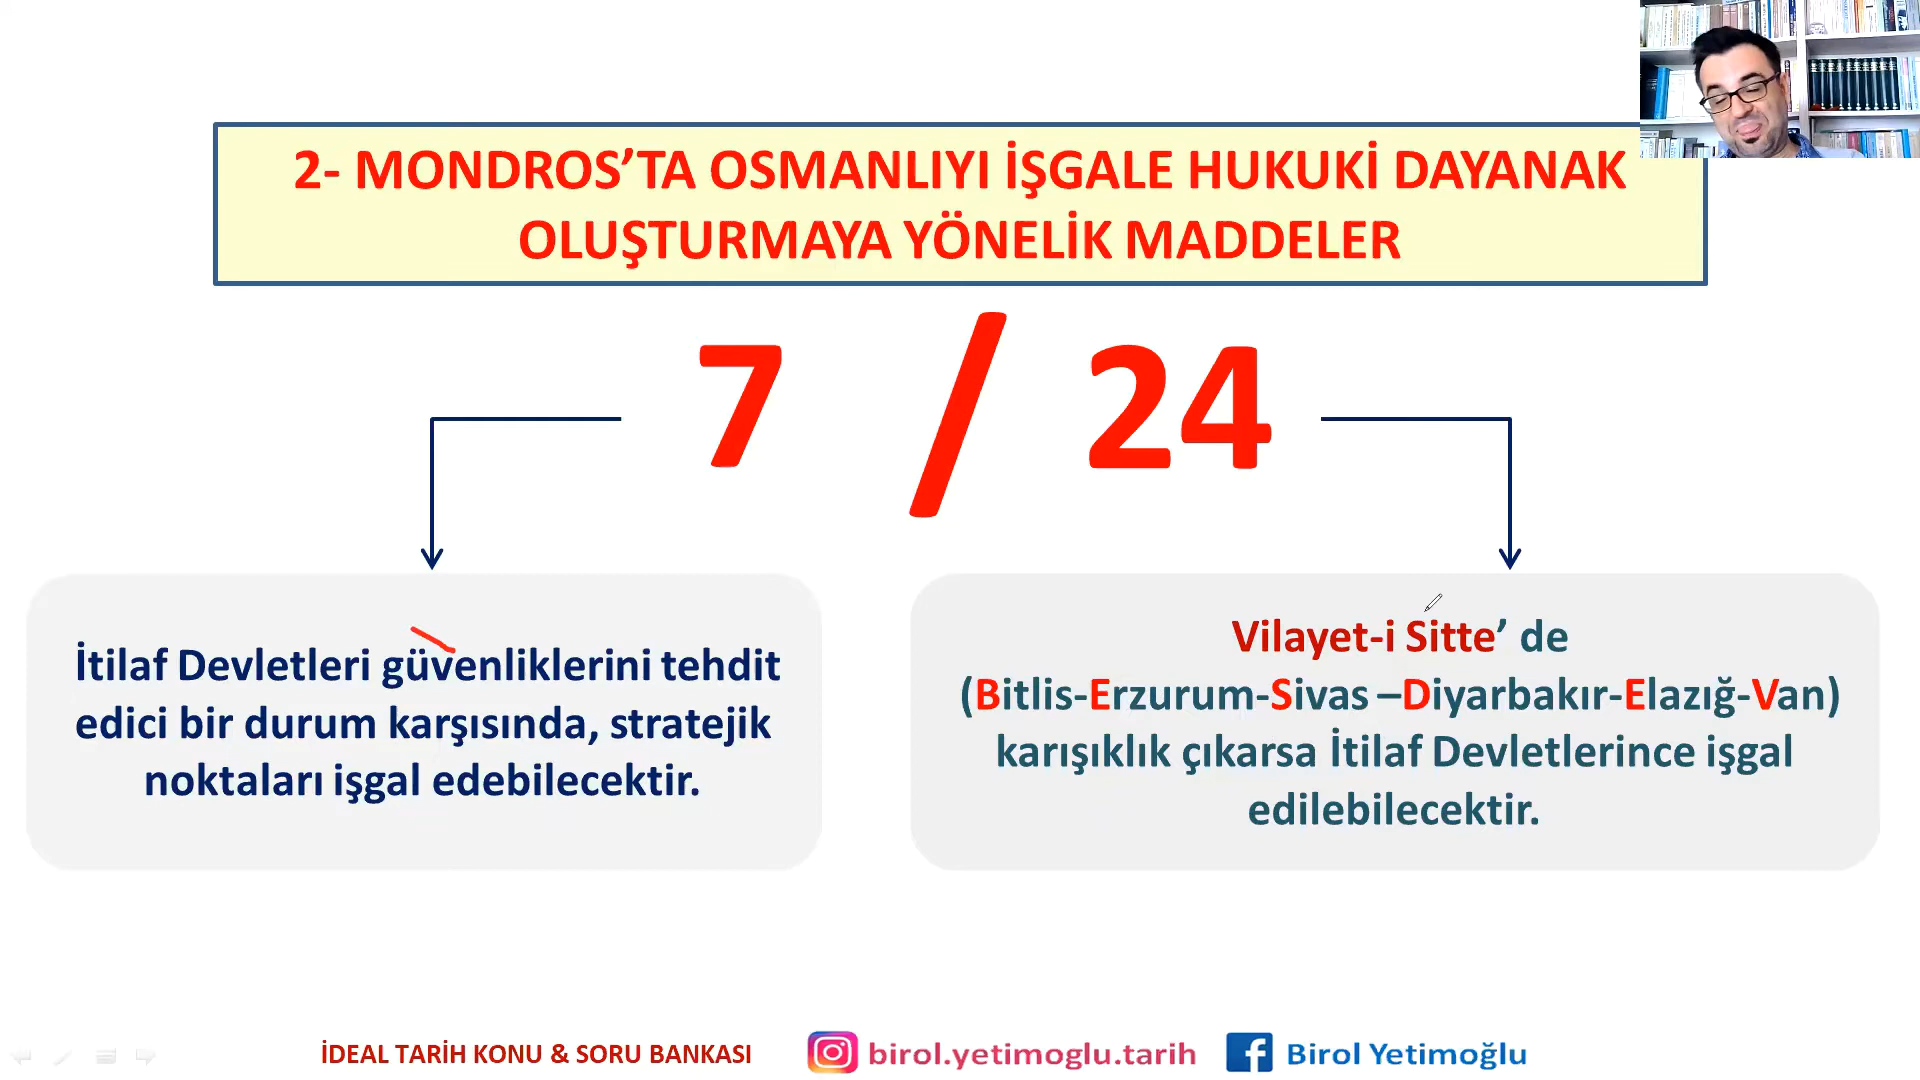 2- MONDROS’TA OSMANLIYI İŞGALE HUKUKİ DAYANAK
OLUŞTURMAYA YÖNELİK MADDELER
7 / 24
İtilaf Devletleri güvenliklerini tehdit
edici bir durum karşısında, stratejik
noktaları işgal edebilecektir.
Vilayet-i Sitte’ de
(Bitlis-Erzurum-Sivas –Diyarbakır-Elazığ-Van)
karışıklık çıkarsa İtilaf Devletlerince işgal
edilebilecektir.
İDEAL TARİH KONU & SORU BANKASI
birol.yetimoglu.tarih
Birol Yetimoğlu